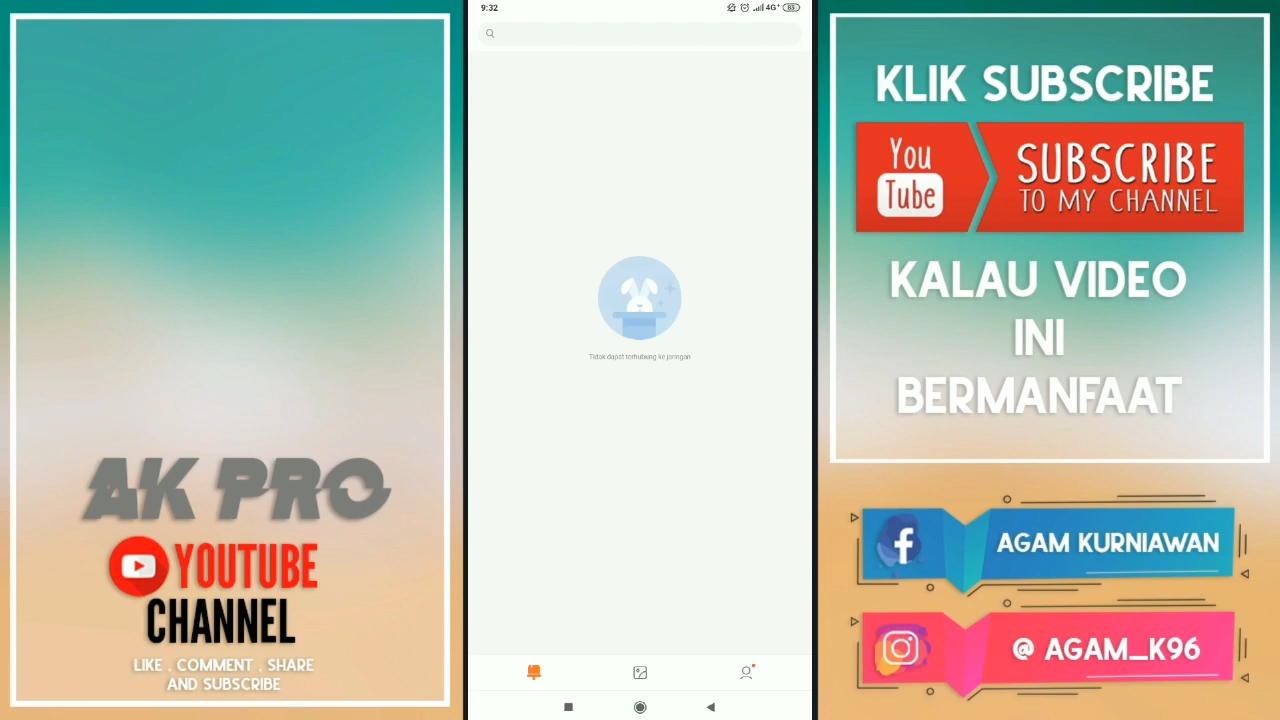 AK PRO
YOUTUBE
CHANNEL
LIKE . COMMENT . SHARE
AND SUBSCRIBE
9:32
4G+ 83
Tidak dapat terhubung ke jaringan
KLIK SUBSCRIBE
You
Tube
SUBSCRIBE
TO MY CHANNEL
KALAU VIDEO
INI
BERMANFAAT
AGAM KURNIAWAN
@ AGAM_K96